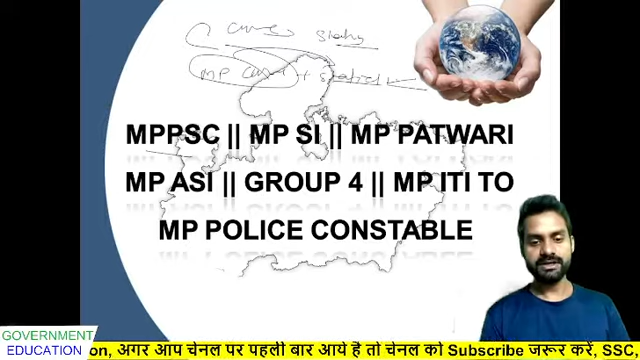 MP
MPPSC || MP SI || MP PATWARI
MP ASI || GROUP 4 || MP ITI TO
MP POLICE CONSTABLE
GOVERNMENT
EDUCATION
on, अगर आप चेनल पर पहली बार आये है तो चेनल को Subscribe जरूर करें, SSC,